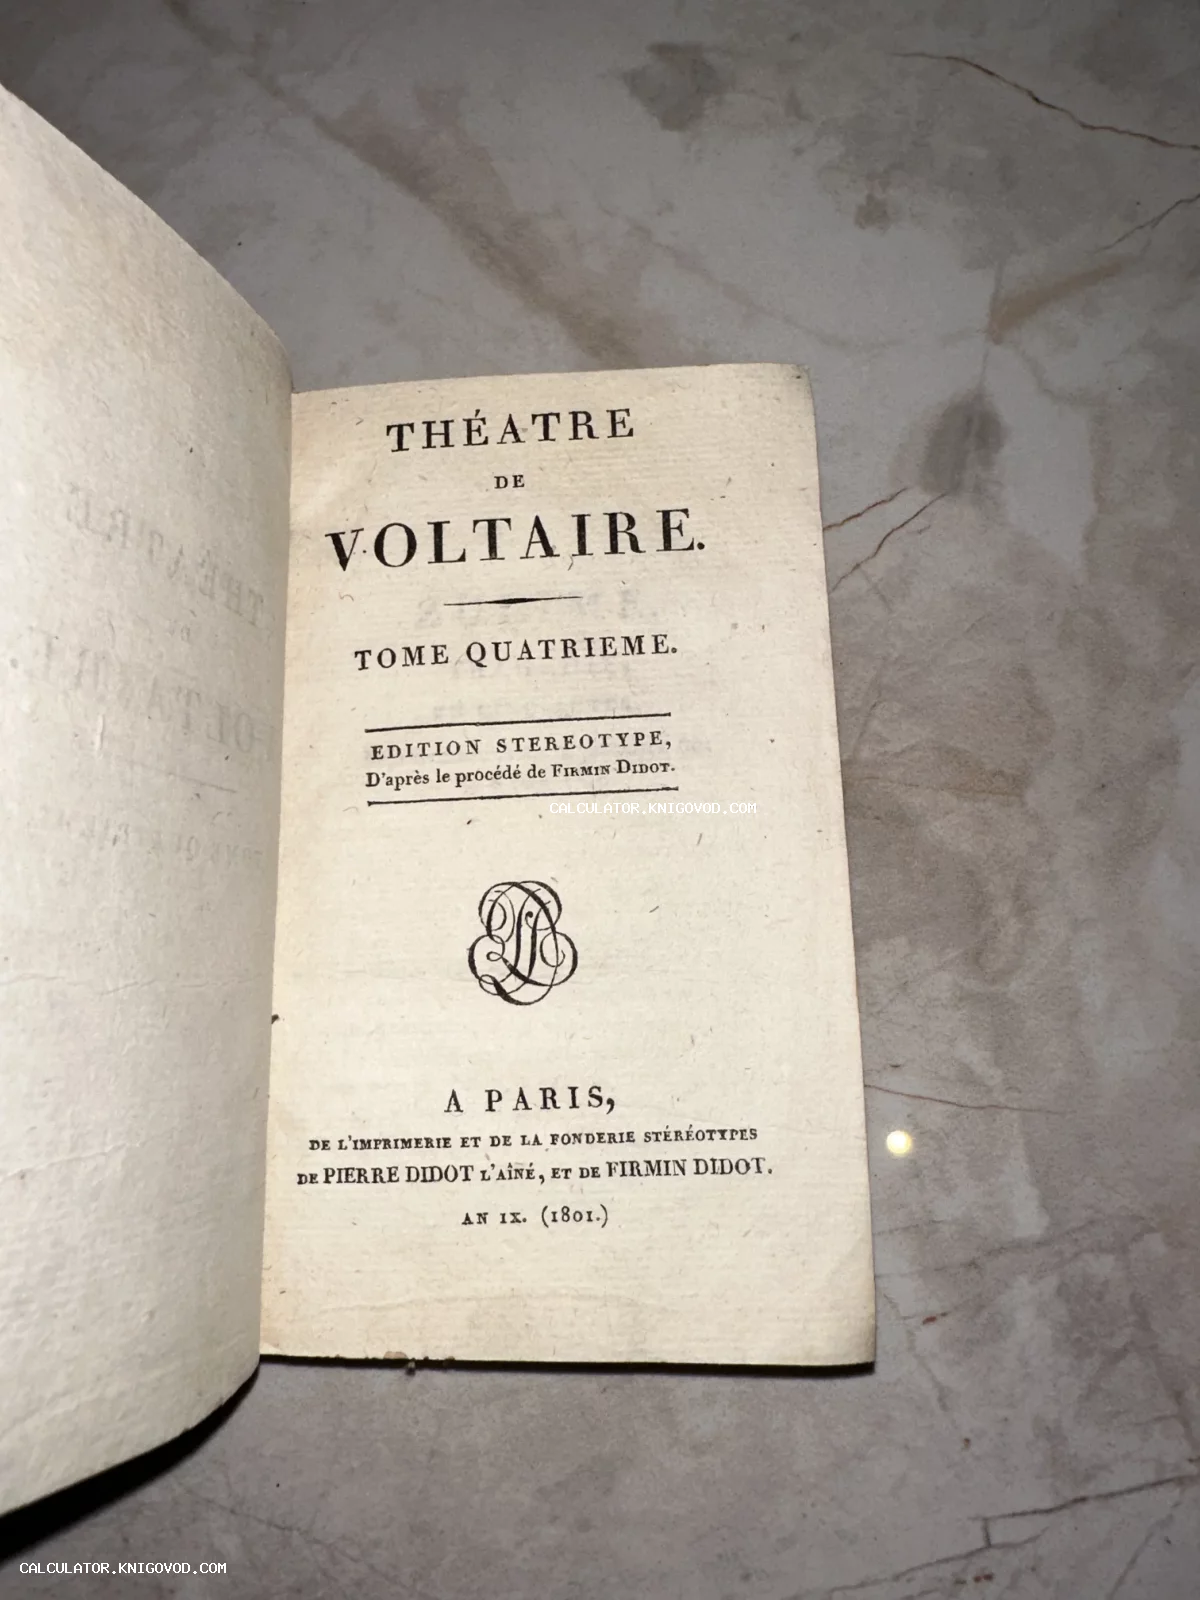 THÉATRE
DE
VOLTAIRE.
TOME QUATRIEME.
EDITION STEREOTYPE,
D'après le procédé de FIRMIN DIDOT.
CALCULATOR.KNIGOVOD.COM
A PARIS,
DE L'IMPRIMERIE ET DE LA FONDERIE STÉRÉOTYPES
DE PIERRE DIDOT L'AÎNÉ, ET DE FIRMIN DIDOT.
AN IX. (1801.)
CALCULATOR.KNIGOVOD.COM